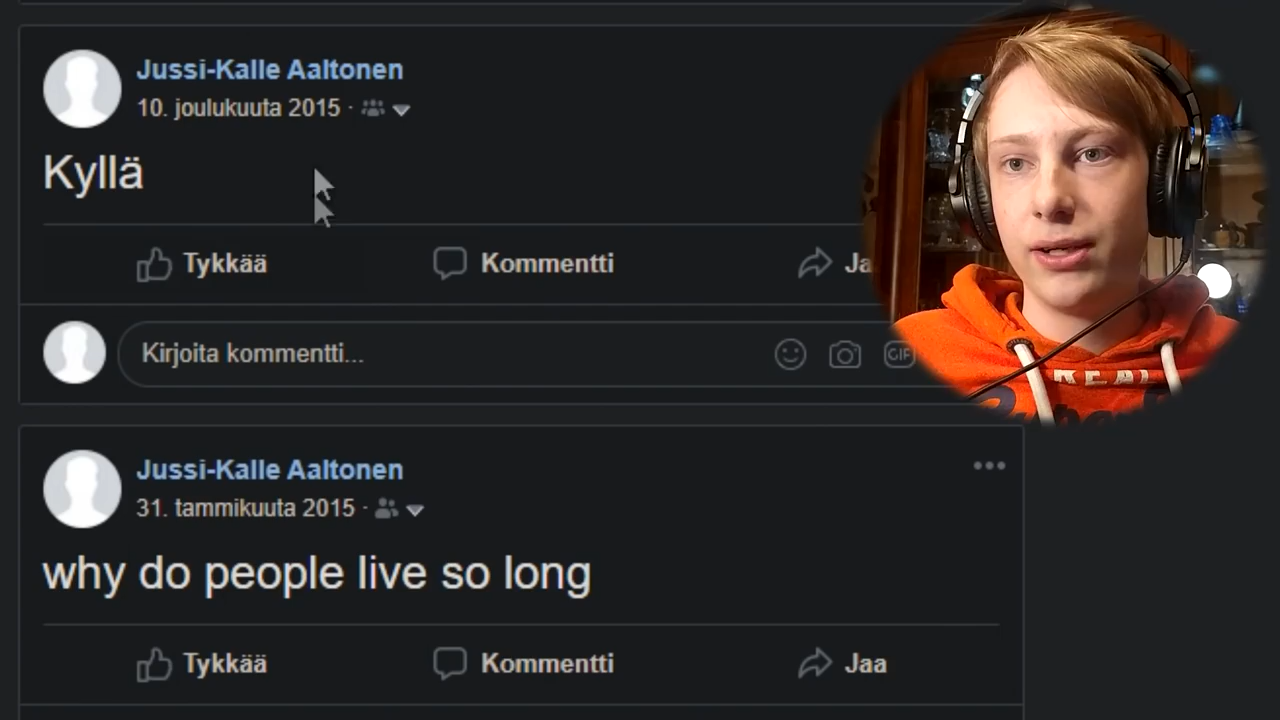 Jussi-Kalle Aaltonen
10. joulukuuta 2015 ·
Kyllä
Tykkää Kommentti
Kirjoita kommentti...
GIF
REAL
Jussi-Kalle Aaltonen
31. tammikuuta 2015 ·
why do people live so long
Tykkää Kommentti Jaa